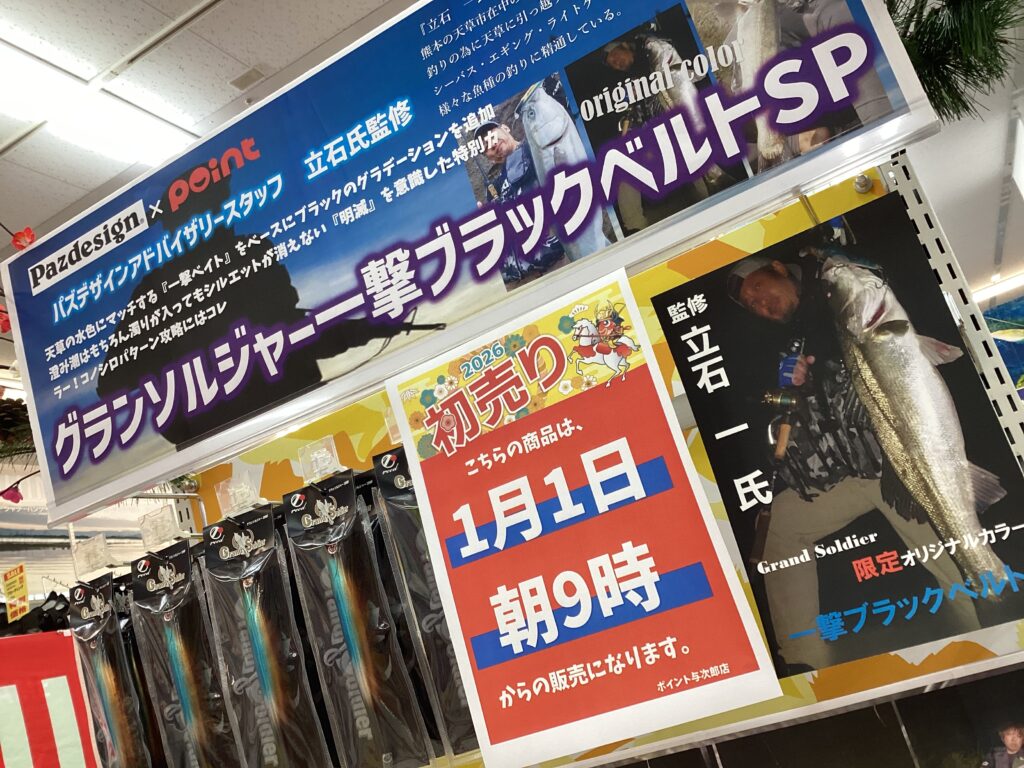 『立石 一
熊本の天草市在中の
釣りの為に天草に引っ越
シーバス・エギング・ライトゲ
様々な魚種の釣りに精通している。
original color
Pazdesign® × point
パズデザインアドバイザリースタッフ 立石氏監修
天草の水色にマッチする『一撃ベイト』をベースにブラックのグラデーションを追加
澄み潮はもちろん濁りが入ってもシルエットが消えない『明滅』を意識した特別カ
ラー!コノシロパターン攻略にはコレ
グランソルジャー一撃ブラックベルトSP
2026
初売り
こちらの商品は、
1月1日
朝9時
からの販売になります。
ポイント与次郎店
監修 立石 一 氏
Grand Soldier
限定オリジナルカラー
一撃ブラックベルト
Grand Soldier
Grand Soldier
Grand Soldier